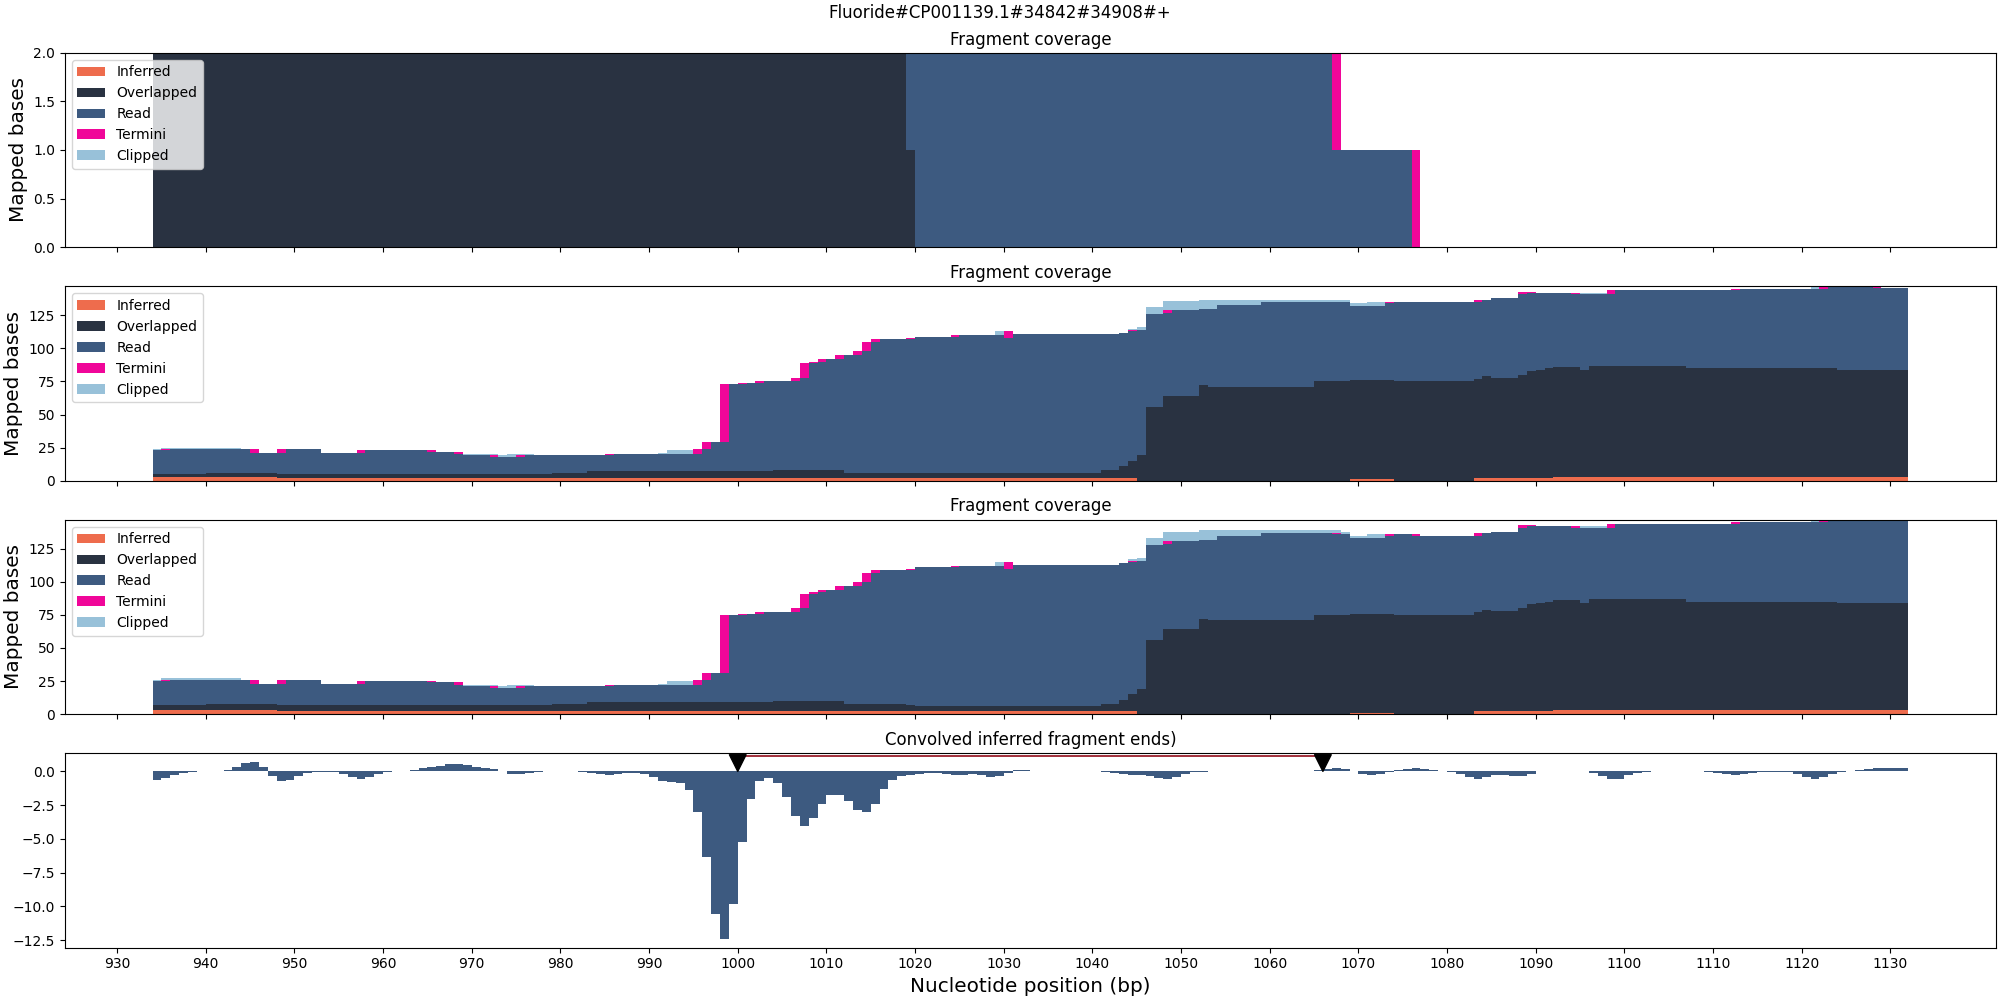 Fluoride#CP001139.1#34842#34908#+
Fragment coverage
Mapped bases
2.0
1.5
1.0
0.5
0.0
Inferred
Overlapped
Read
Termini
Clipped
Fragment coverage
Mapped bases
125
100
75
50
25
0
Inferred
Overlapped
Read
Termini
Clipped
Fragment coverage
Mapped bases
125
100
75
50
25
0
Inferred
Overlapped
Read
Termini
Clipped
Convolved inferred fragment ends)
0.0
−2.5
−5.0
−7.5
−10.0
−12.5
930 940 950 960 970 980 990 1000 1010 1020 1030 1040 1050 1060 1070 1080 1090 1100 1110 1120 1130
Nucleotide position (bp)